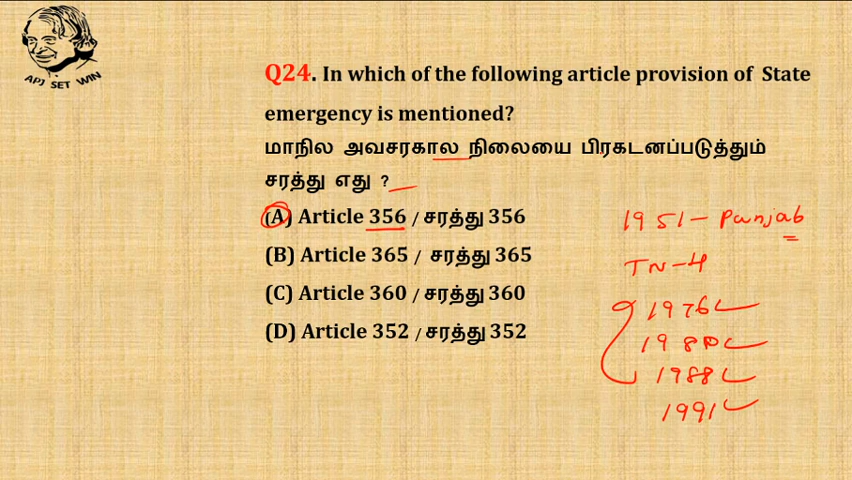 APJ SET WIN
Q24. In which of the following article provision of State
emergency is mentioned?
மாநில அவசரகால நிலையை பிரகடனப்படுத்தும்
சரத்து எது ?
(A) Article 356 / சரத்து 356
(B) Article 365 / சரத்து 365
(C) Article 360 / சரத்து 360
(D) Article 352 / சரத்து 352
1951 - Punjab
TN - 4
1976
1980
1988
1991